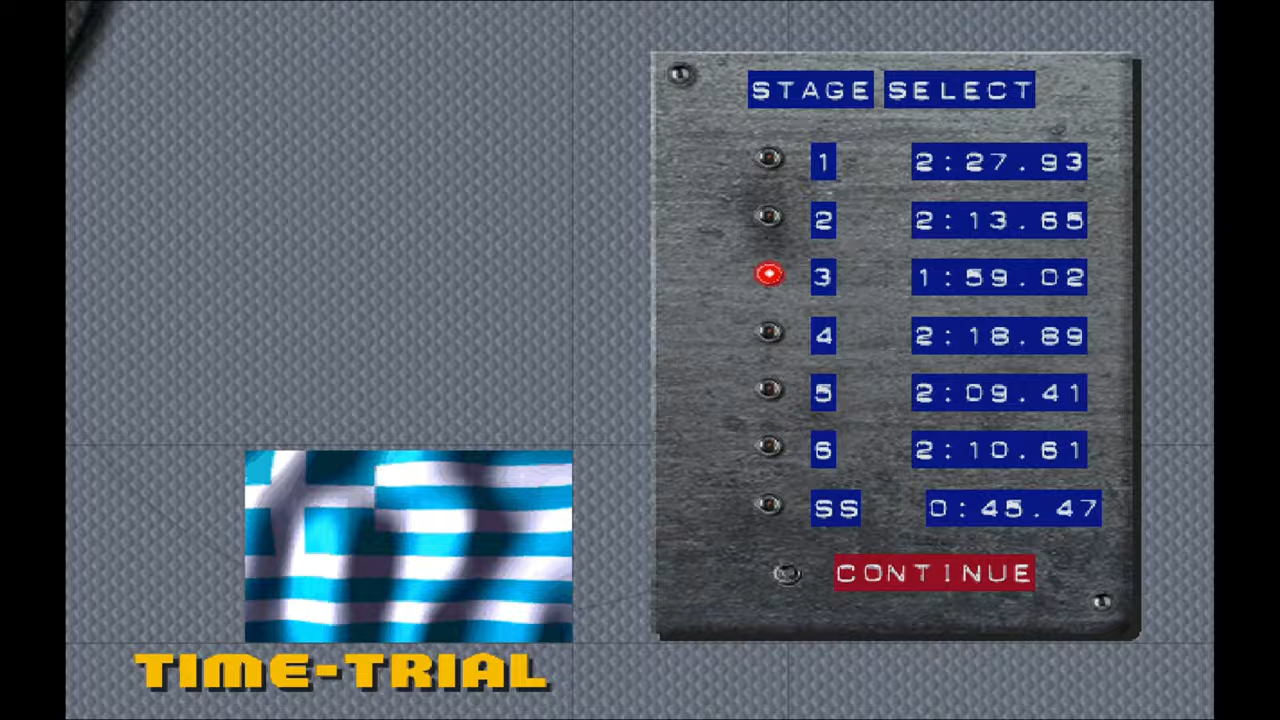 STAGE SELECT
1 2:27.93
2 2:13.65
3 1:59.02
4 2:18.89
5 2:09.41
6 2:10.61
SS 0:45.47
CONTINUE
TIME-TRIAL